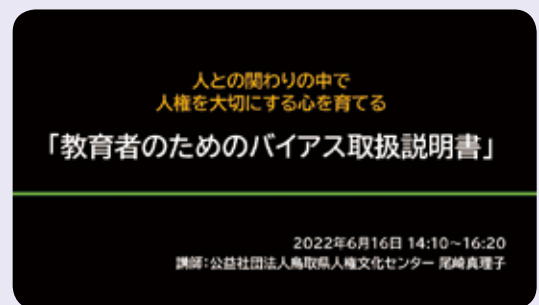 人との関わりの中で
人権を大切にする心を育てる
「教育者のためのバイアス取扱説明書」
2022年6月16日 14:10~16:20
講師:公益社団法人鳥取県人権文化センター 尾崎真理子